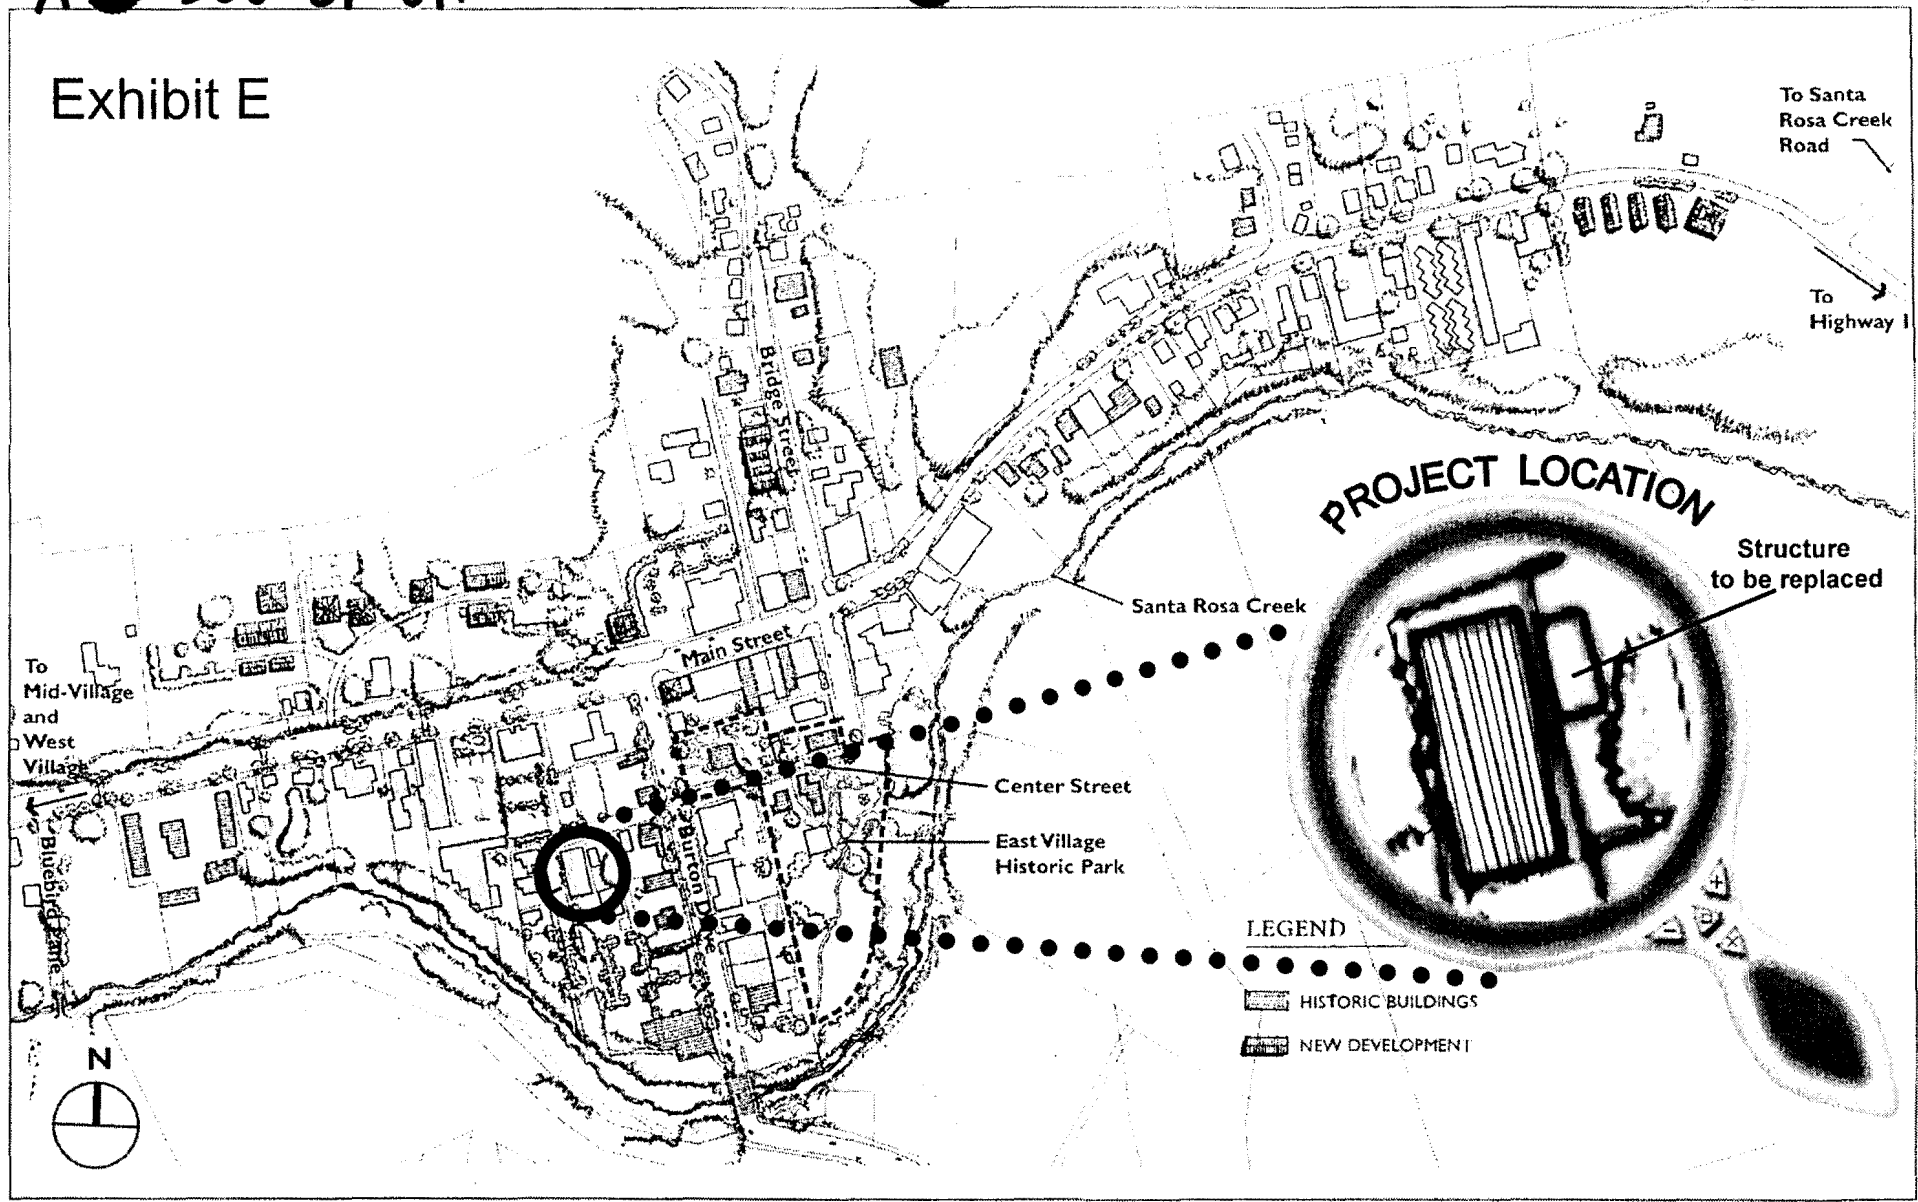 Exhibit E
To Santa
Rosa Creek
Road
To
Highway 1
Bridge Street
PROJECT LOCATION
Structure
to be replaced
Santa Rosa Creek
Main Street
To
Mid-Village
and
West
Village
Center Street
East Village
Historic Park
Burton Drive
Bluebird Lane
LEGEND
HISTORIC BUILDINGS
NEW DEVELOPMENT
N